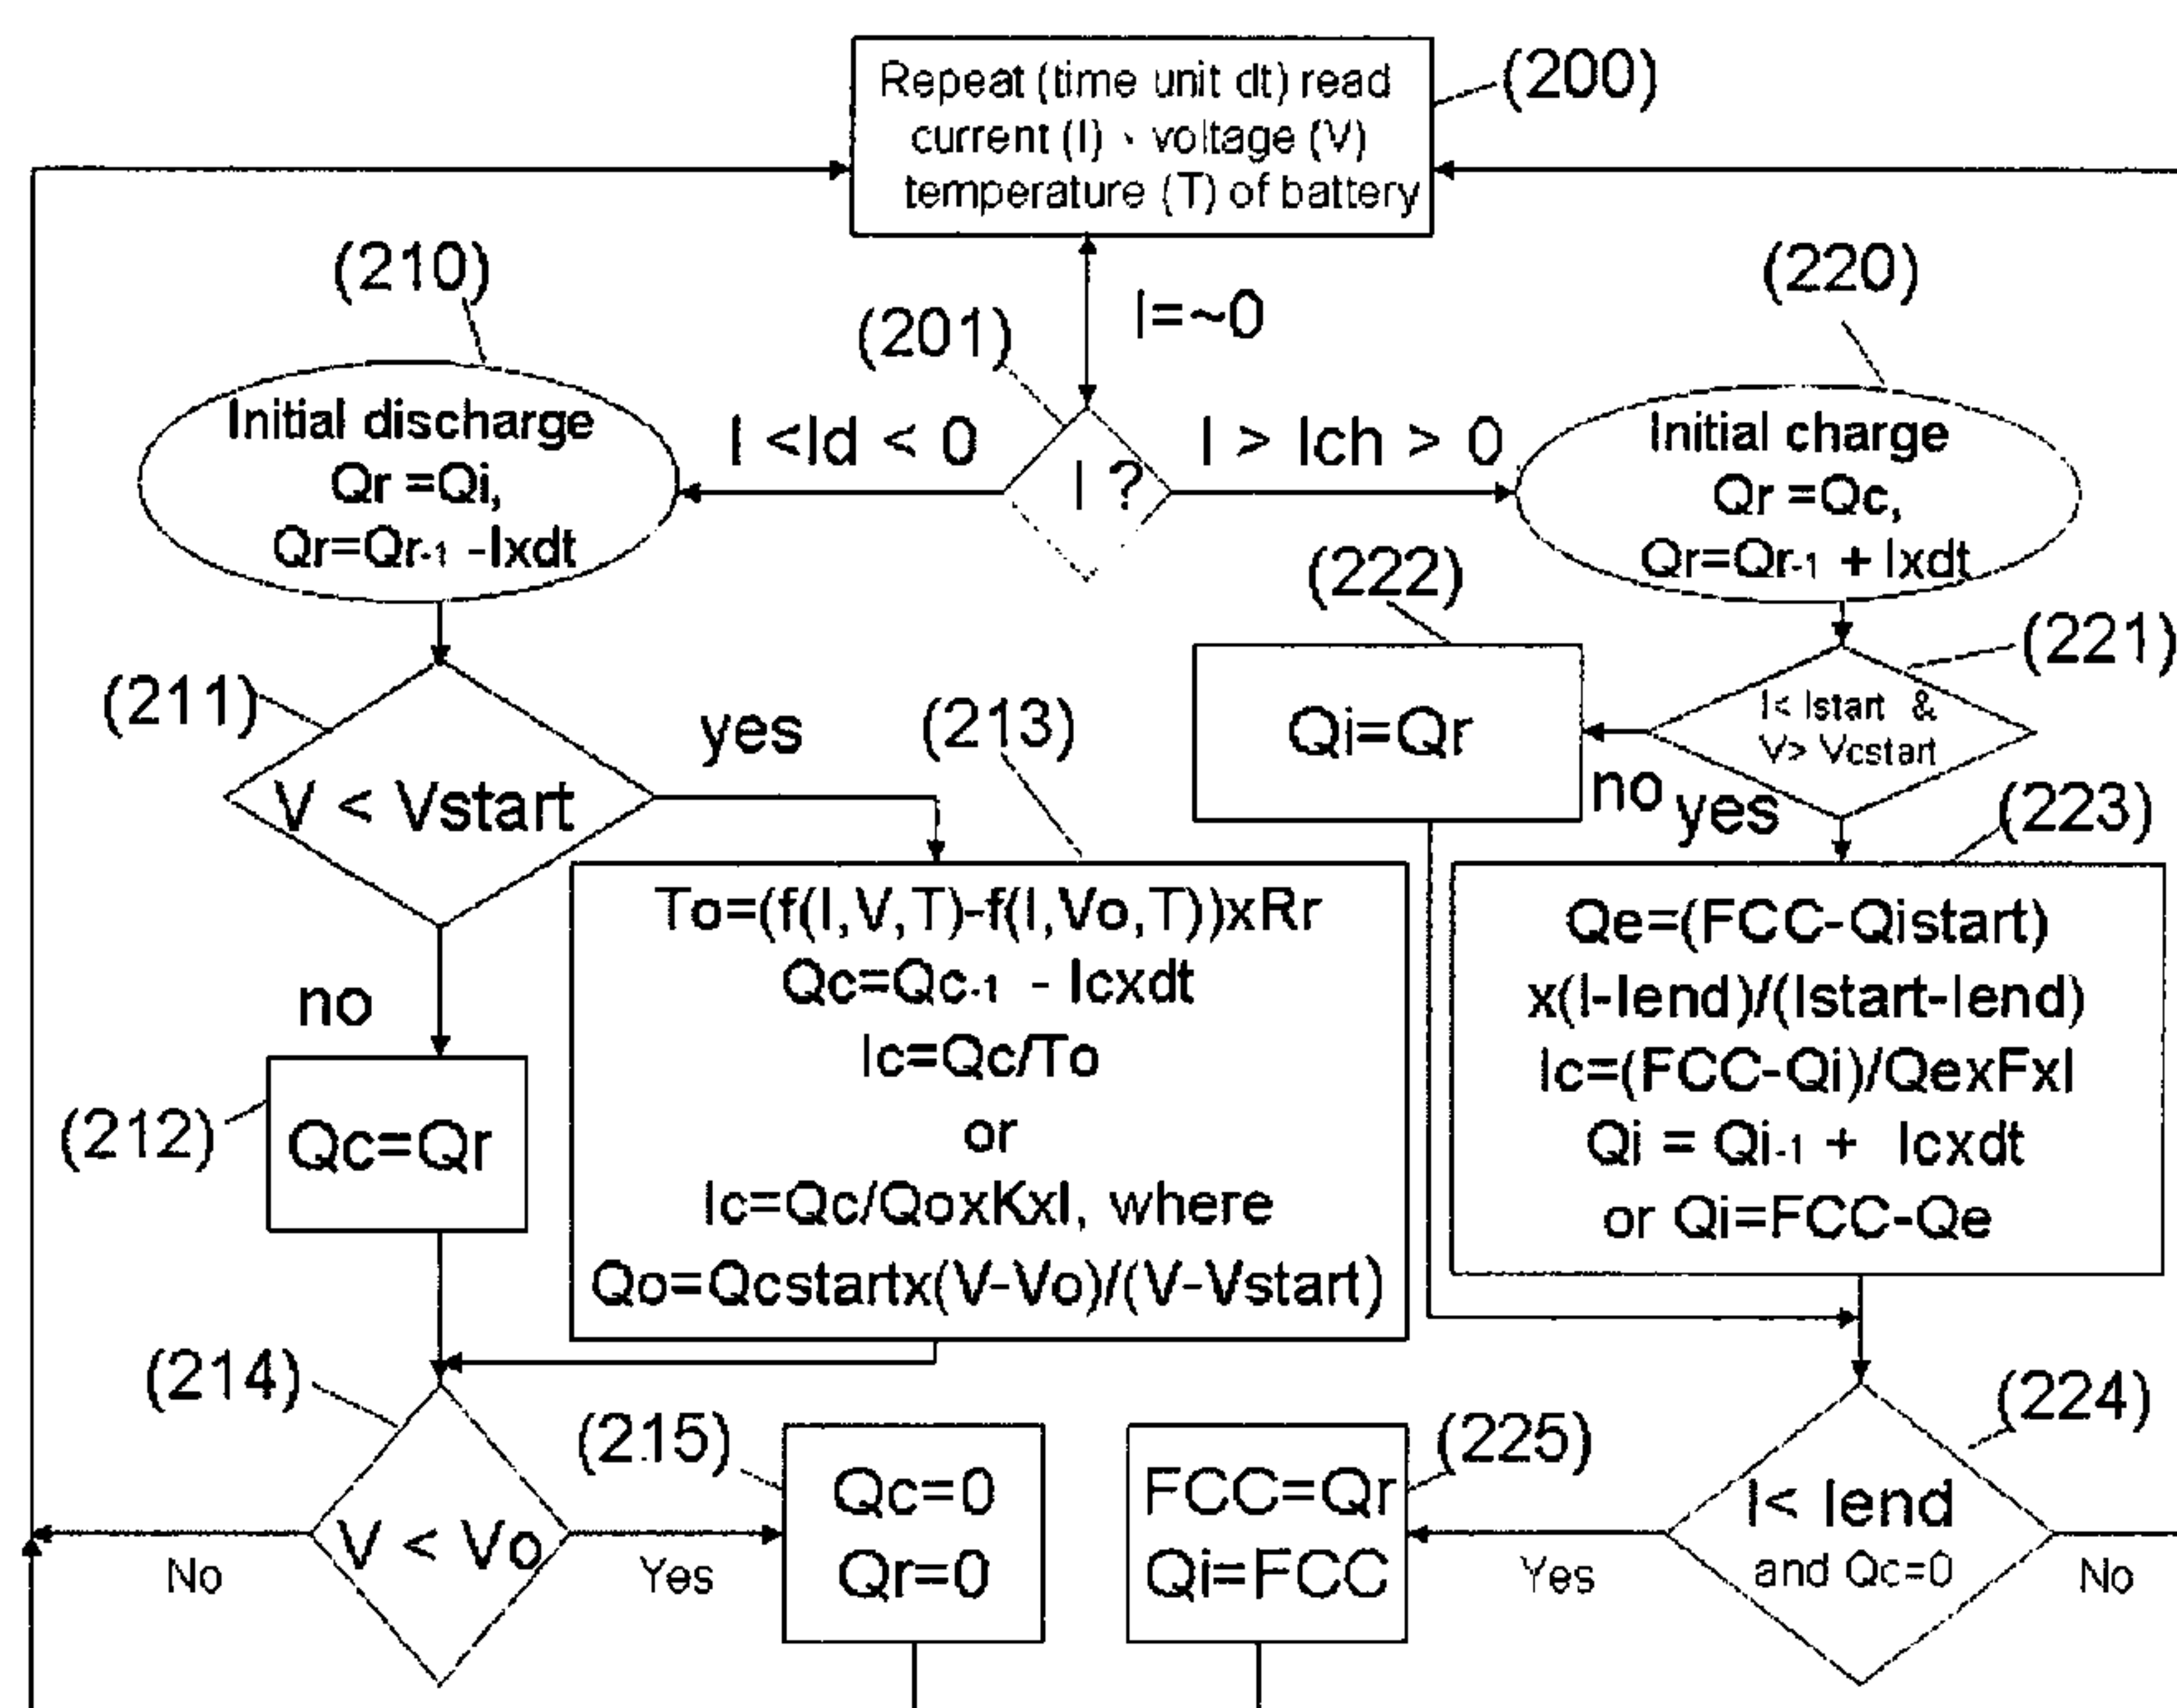 Repeat (time unit dt) read
current (I) 、 voltage (V)
temperature (T) of battery
(200)
I=~0
(201)
I ?
I <Id < 0
I > Ich > 0
(210)
Initial discharge
Qr =Qi,
Qr=Qr-1 -Ixdt
(220)
Initial charge
Qr =Qc,
Qr=Qr-1 + Ixdt
(211)
V < Vstart
yes
no
(212)
Qc=Qr
(213)
To=(f(I,V,T)-f(I,Vo,T))xRr
Qc=Qc-1 - Icxdt
Ic=Qc/To
or
Ic=Qc/QoxKxI, where
Qo=Qcstartx(V-Vo)/(V-Vstart)
(214)
V < Vo
No
Yes
(215)
Qc=0
Qr=0
(221)
I< Istart &
V> Vcstart
no
yes
(222)
Qi=Qr
(223)
Qe=(FCC-Qistart)
x(I-Iend)/(Istart-Iend)
Ic=(FCC-Qi)/QexFxI
Qi = Qi-1 + Icxdt
or Qi=FCC-Qe
(224)
I< Iend
and Qc=0
Yes
No
(225)
FCC=Qr
Qi=FCC